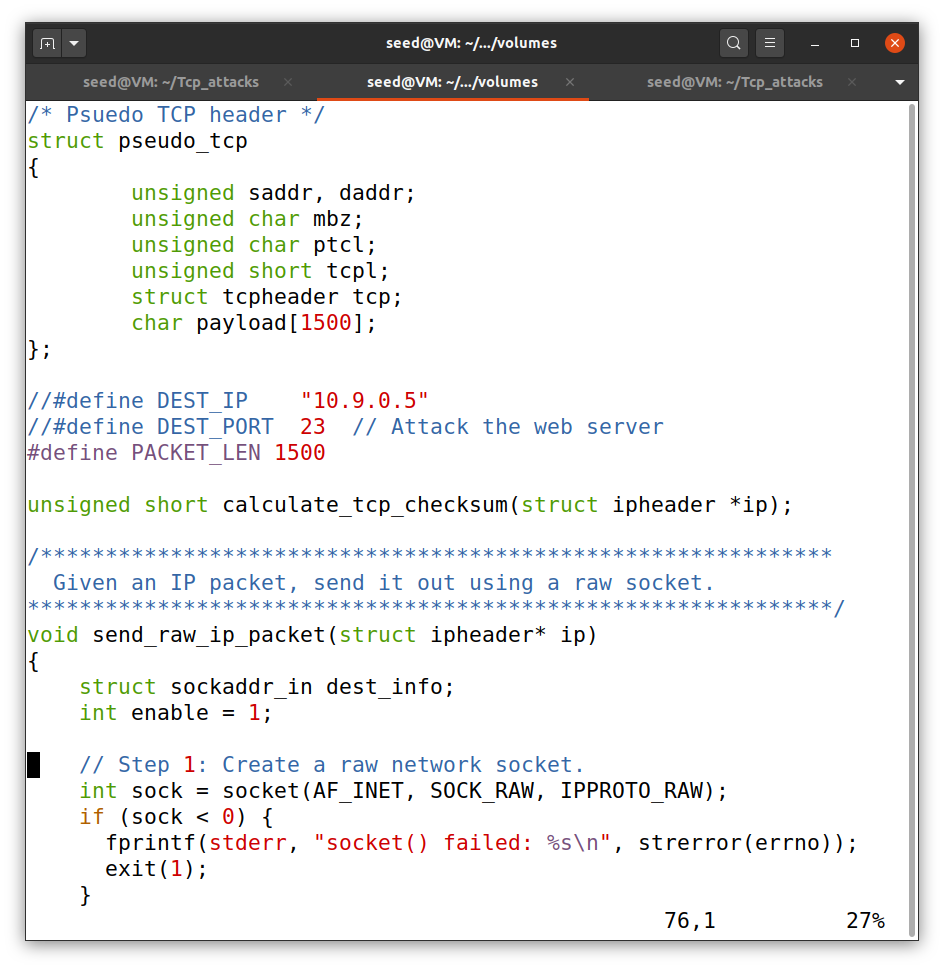 seed@VM: ~/.../volumes
seed@VM: ~/Tcp_attacks
seed@VM: ~/.../volumes
seed@VM: ~/Tcp_attacks
/* Psuedo TCP header */
struct pseudo_tcp
{
        unsigned saddr, daddr;
        unsigned char mbz;
        unsigned char ptcl;
        unsigned short tcpl;
        struct tcpheader tcp;
        char payload[1500];
};

//#define DEST_IP    "10.9.0.5"
//#define DEST_PORT  23  // Attack the web server
#define PACKET_LEN 1500

unsigned short calculate_tcp_checksum(struct ipheader *ip);

/*************************************************************
  Given an IP packet, send it out using a raw socket.
**************************************************************/
void send_raw_ip_packet(struct ipheader* ip)
{
    struct sockaddr_in dest_info;
    int enable = 1;

    // Step 1: Create a raw network socket.
    int sock = socket(AF_INET, SOCK_RAW, IPPROTO_RAW);
    if (sock < 0) {
      fprintf(stderr, "socket() failed: %s\n", strerror(errno));
      exit(1);
    }
76,1          27%